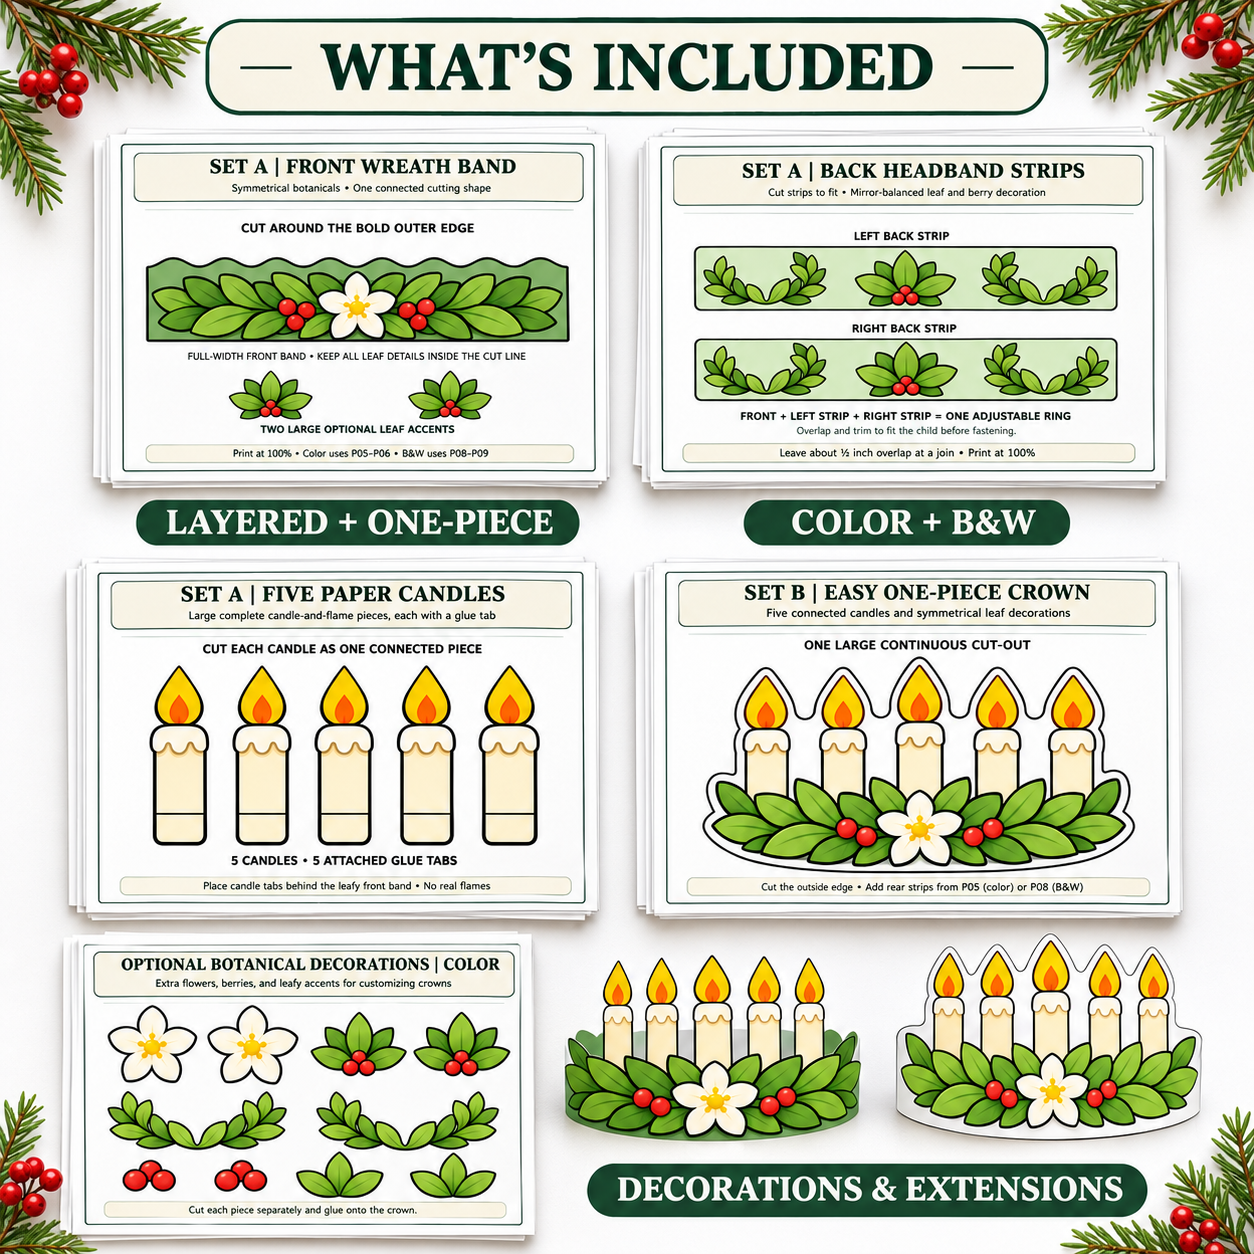 WHAT'S INCLUDED
SET A | FRONT WREATH BAND
Symmetrical botanicals • One connected cutting shape
CUT AROUND THE BOLD OUTER EDGE
FULL-WIDTH FRONT BAND • KEEP ALL LEAF DETAILS INSIDE THE CUT LINE
TWO LARGE OPTIONAL LEAF ACCENTS
Print at 100% • Color uses P05–P06 • B&W uses P08–P09
SET A | BACK HEADBAND STRIPS
Cut strips to fit • Mirror-balanced leaf and berry decoration
LEFT BACK STRIP
RIGHT BACK STRIP
FRONT + LEFT STRIP + RIGHT STRIP = ONE ADJUSTABLE RING
Overlap and trim to fit the child before fastening.
Leave about ½ inch overlap at a join • Print at 100%
LAYERED + ONE-PIECE
COLOR + B&W
SET A | FIVE PAPER CANDLES
Large complete candle-and-flame pieces, each with a glue tab
CUT EACH CANDLE AS ONE CONNECTED PIECE
5 CANDLES • 5 ATTACHED GLUE TABS
Place candle tabs behind the leafy front band • No real flames
SET B | EASY ONE-PIECE CROWN
Five connected candles and symmetrical leaf decorations
ONE LARGE CONTINUOUS CUT-OUT
Cut the outside edge • Add rear strips from P05 (color) or P08 (B&W)
OPTIONAL BOTANICAL DECORATIONS | COLOR
Extra flowers, berries, and leafy accents for customizing crowns
Cut each piece separately and glue onto the crown.
DECORATIONS & EXTENSIONS